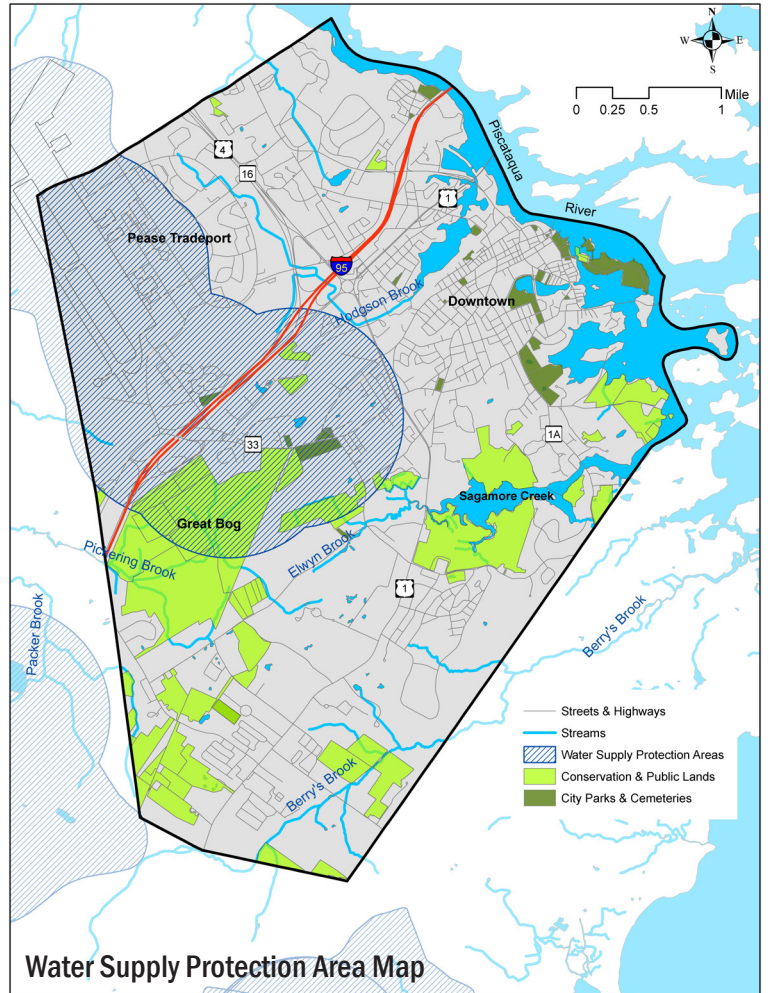 N
W E
S
Mile
0 0.25 0.5 1
Piscataqua
River
4
16
1
Pease Tradeport
95
Hodgson Brook
Downtown
33
1A
Sagamore Creek
Great Bog
Pickering Brook
Elwyn Brook
1
Packer Brook
Berry's Brook
Berry's Brook
Streets & Highways
Streams
Water Supply Protection Areas
Conservation & Public Lands
City Parks & Cemeteries
Water Supply Protection Area Map